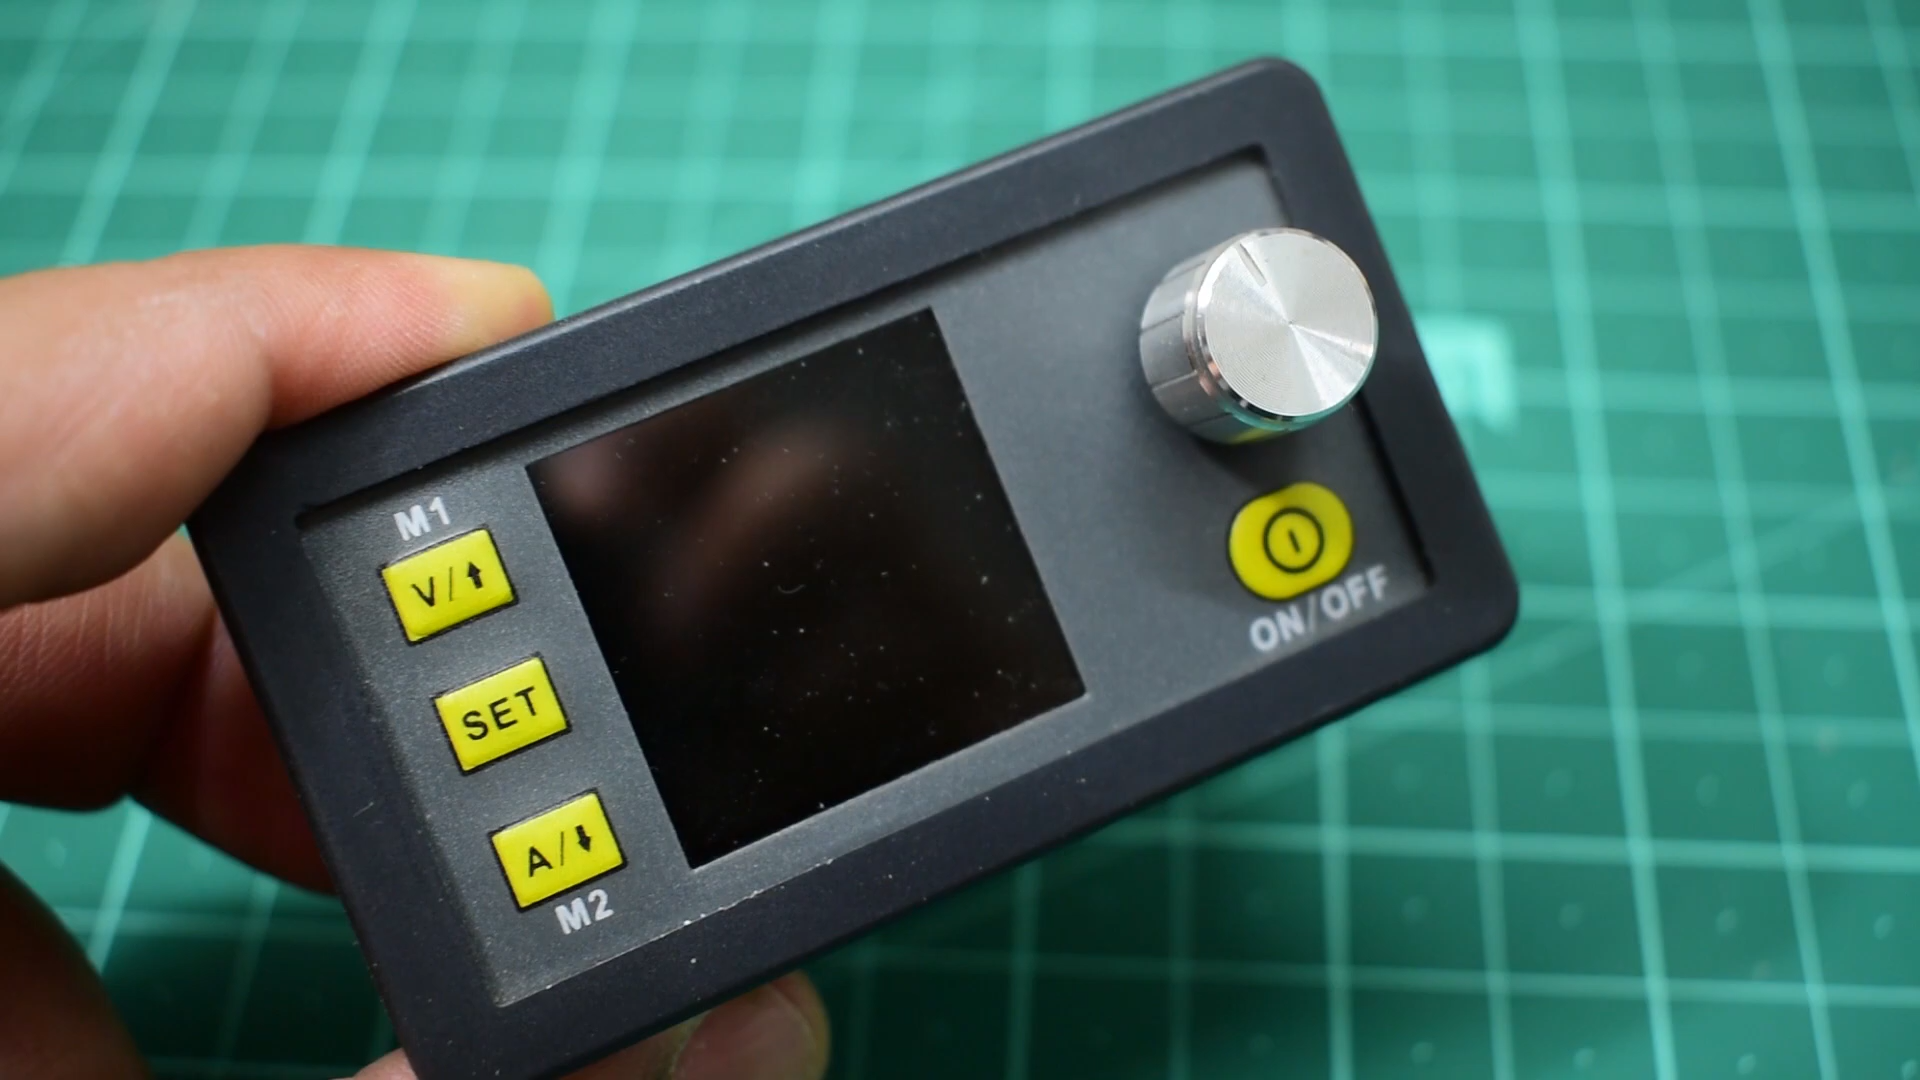 M1
V/⬆
SET
A/⬇
M2
ON/OFF